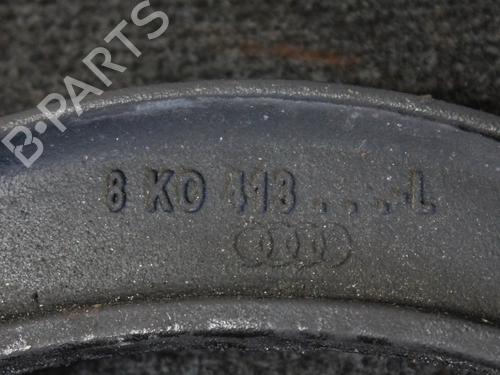 B-PARTS
8 K0 413 . . . . L